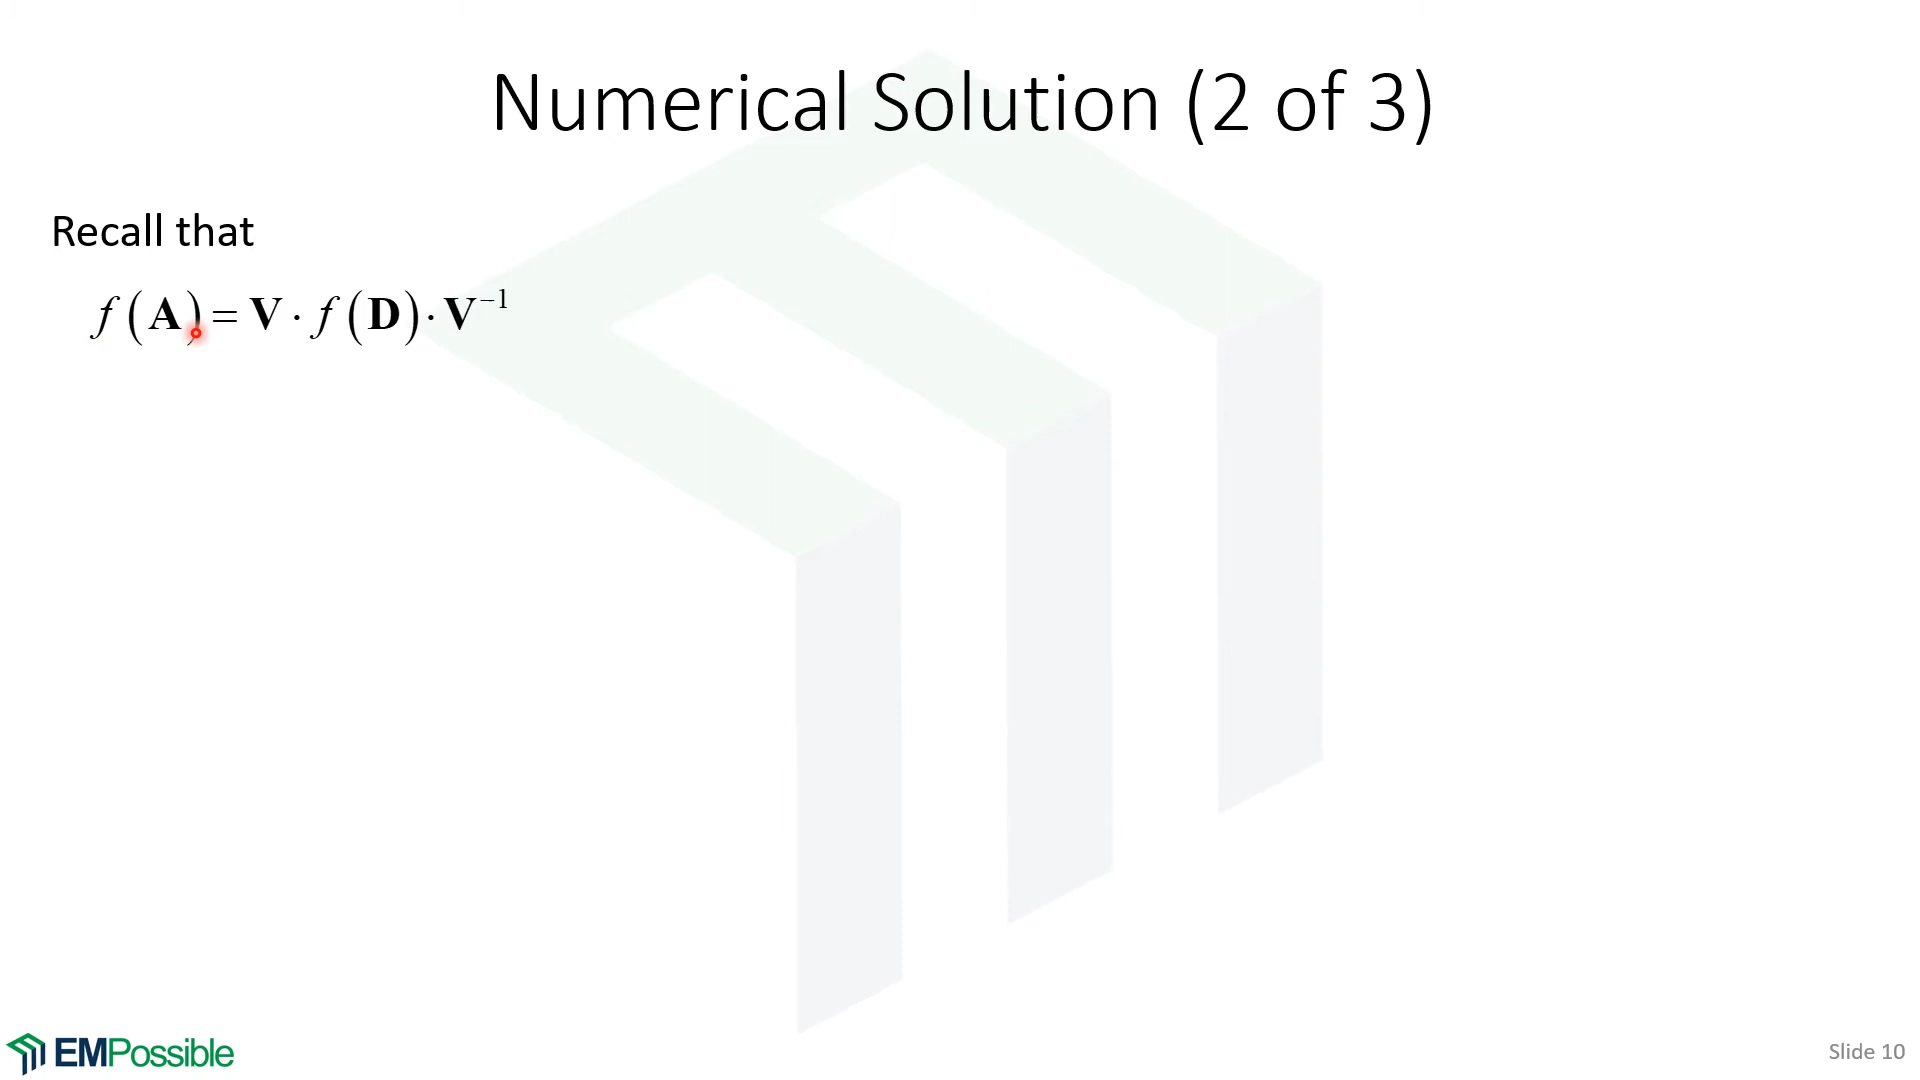 Numerical Solution (2 of 3)
Recall that
f(A) = V · f(D) · V⁻¹
EMPossible
Slide 10